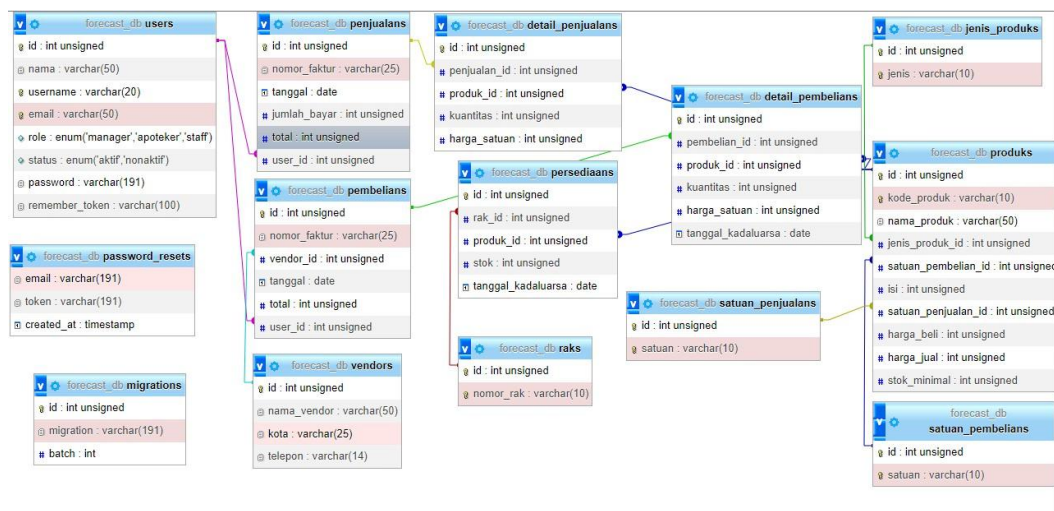 forecast_db users
id : int unsigned
nama : varchar(50)
username : varchar(20)
email : varchar(50)
role : enum('manager','apoteker','staff')
status : enum('aktif','nonaktif')
password : varchar(191)
remember_token : varchar(100)
forecast_db password_resets
email : varchar(191)
token : varchar(191)
created_at : timestamp
forecast_db migrations
id : int unsigned
migration : varchar(191)
batch : int
forecast_db penjualans
id : int unsigned
nomor_faktur : varchar(25)
tanggal : date
jumlah_bayar : int unsigned
total : int unsigned
user_id : int unsigned
forecast_db pembelians
id : int unsigned
nomor_faktur : varchar(25)
vendor_id : int unsigned
tanggal : date
total : int unsigned
user_id : int unsigned
forecast_db vendors
id : int unsigned
nama_vendor : varchar(50)
kota : varchar(25)
telepon : varchar(14)
forecast_db detail_penjualans
id : int unsigned
penjualan_id : int unsigned
produk_id : int unsigned
kuantitas : int unsigned
harga_satuan : int unsigned
forecast_db persediaans
id : int unsigned
rak_id : int unsigned
produk_id : int unsigned
stok : int unsigned
tanggal_kadaluarsa : date
forecast_db raks
id : int unsigned
nomor_rak : varchar(10)
forecast_db detail_pembelians
id : int unsigned
pembelian_id : int unsigned
produk_id : int unsigned
kuantitas : int unsigned
harga_satuan : int unsigned
tanggal_kadaluarsa : date
forecast_db satuan_penjualans
id : int unsigned
satuan : varchar(10)
forecast_db jenis_produks
id : int unsigned
jenis : varchar(10)
forecast_db produks
id : int unsigned
kode_produk : varchar(10)
nama_produk : varchar(50)
jenis_produk_id : int unsigned
satuan_pembelian_id : int unsigned
isi : int unsigned
satuan_penjualan_id : int unsigned
harga_beli : int unsigned
harga_jual : int unsigned
stok_minimal : int unsigned
forecast_db
satuan_pembelians
id : int unsigned
satuan : varchar(10)